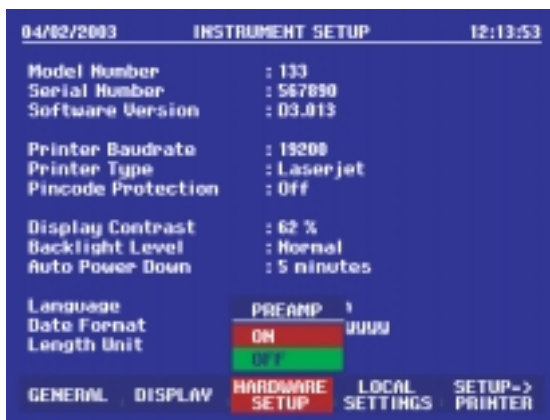 04/02/2003 INSTRUMENT SETUP 12:13:53
Model Number : 133
Serial Number : 567890
Software Version : D3.013
Printer Baudrate : 19200
Printer Type : Laserjet
Pincode Protection : Off
Display Contrast : 62 %
Backlight Level : Normal
Auto Power Down : 5 minutes
Language
Date Format
Length Unit
PREAMP
ON
OFF
GENERAL DISPLAY HARDWARE SETUP LOCAL SETTINGS SETUP-> PRINTER